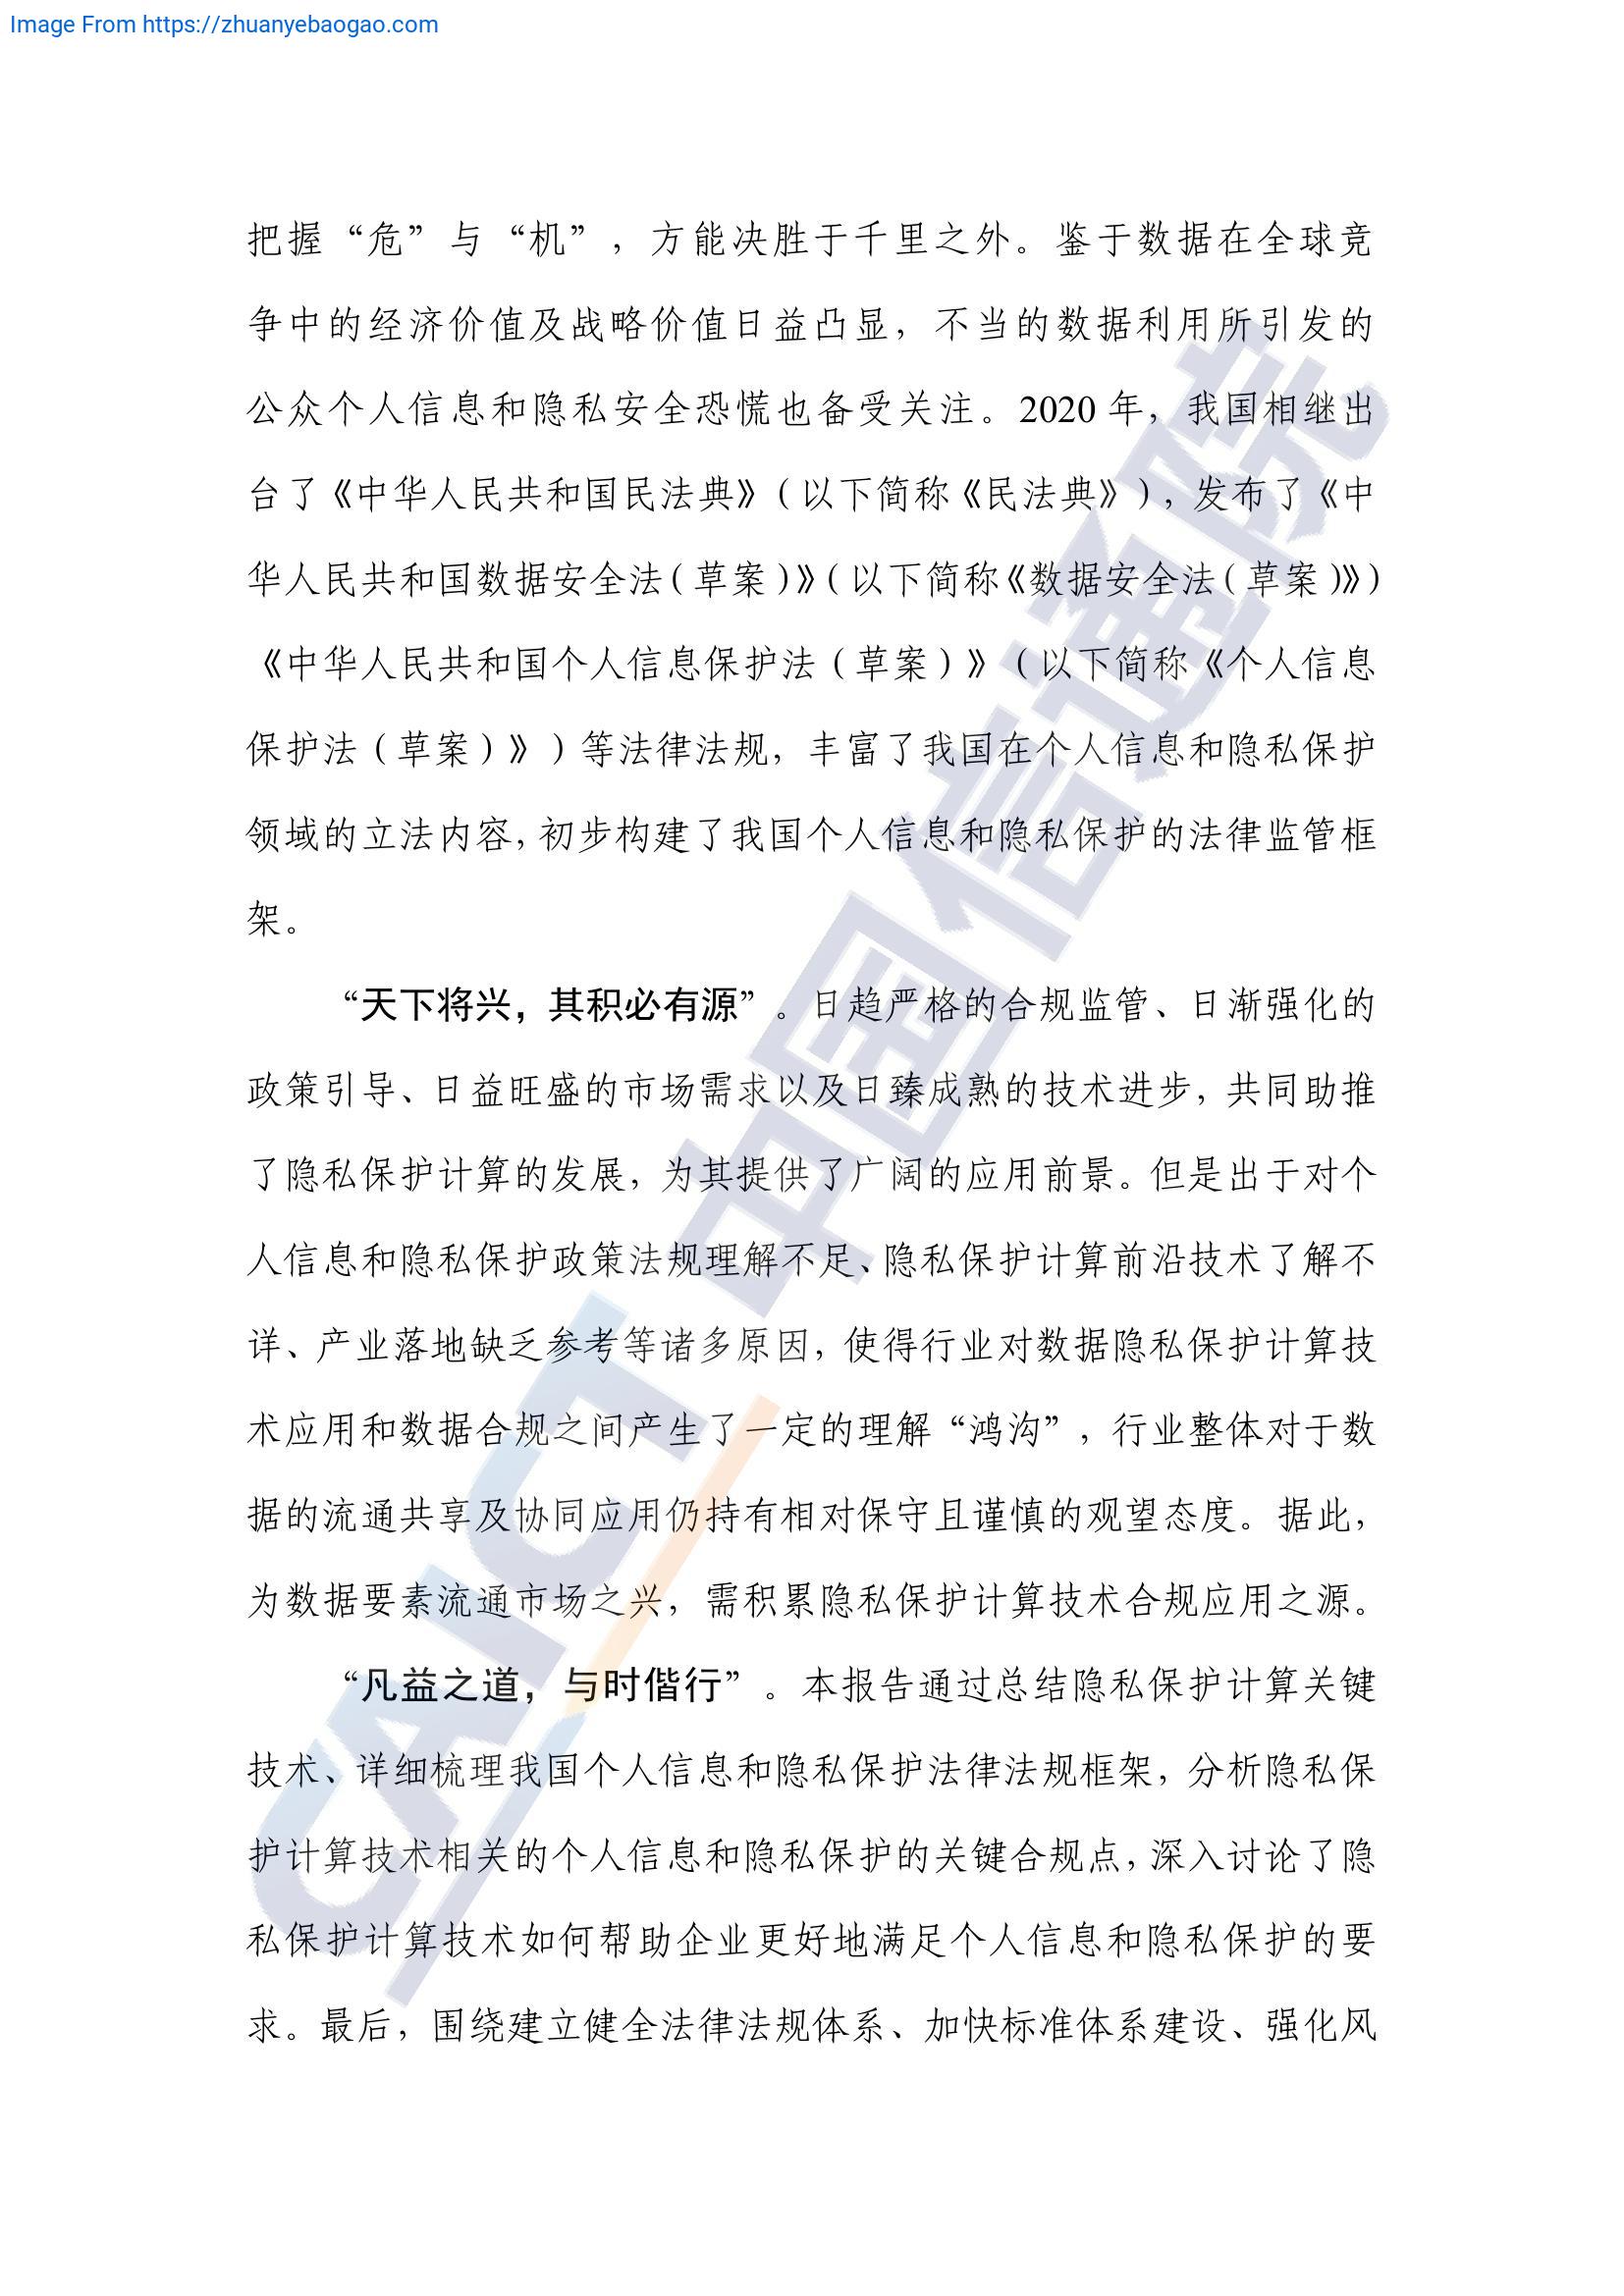 Image From https://zhuanyebaogao.com
把握“危”与“机”，方能决胜于千里之外。鉴于数据在全球竞
争中的经济价值及战略价值日益凸显，不当的数据利用所引发的
公众个人信息和隐私安全恐慌也备受关注。2020 年，我国相继出
台了《中华人民共和国民法典》（以下简称《民法典》），发布了《中
华人民共和国数据安全法（草案）》（以下简称《数据安全法（草案）》）
《中华人民共和国个人信息保护法（草案）》（以下简称《个人信息
保护法（草案）》）等法律法规，丰富了我国在个人信息和隐私保护
领域的立法内容，初步构建了我国个人信息和隐私保护的法律监管框
架。
“天下将兴，其积必有源”。日趋严格的合规监管、日渐强化的
政策引导、日益旺盛的市场需求以及日臻成熟的技术进步，共同助推
了隐私保护计算的发展，为其提供了广阔的应用前景。但是出于对个
人信息和隐私保护政策法规理解不足、隐私保护计算前沿技术了解不
详、产业落地缺乏参考等诸多原因，使得行业对数据隐私保护计算技
术应用和数据合规之间产生了一定的理解“鸿沟”，行业整体对于数
据的流通共享及协同应用仍持有相对保守且谨慎的观望态度。据此，
为数据要素流通市场之兴，需积累隐私保护计算技术合规应用之源。
“凡益之道，与时偕行”。本报告通过总结隐私保护计算关键
技术、详细梳理我国个人信息和隐私保护法律法规框架，分析隐私保
护计算技术相关的个人信息和隐私保护的关键合规点，深入讨论了隐
私保护计算技术如何帮助企业更好地满足个人信息和隐私保护的要
求。最后，围绕建立健全法律法规体系、加快标准体系建设、强化风
CAICT 中国信通院